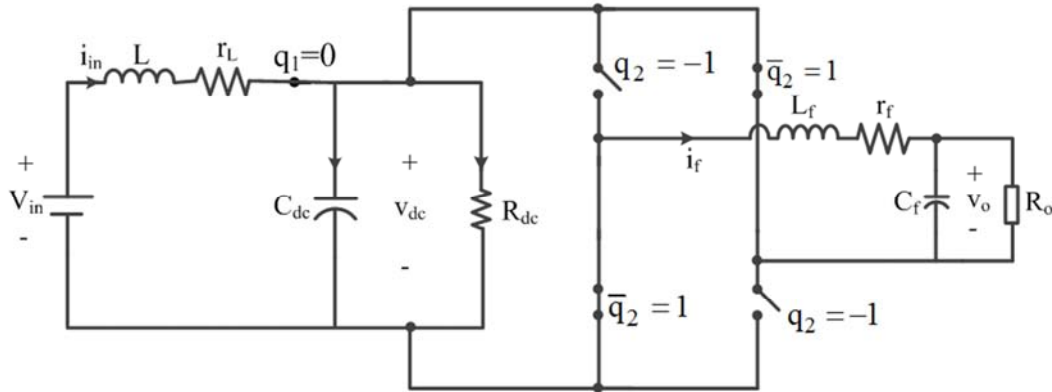 i_in L r_L q_1=0
q_2 = -1 q̅_2 = 1
L_f r_f
i_f
+ V_in -
C_dc
+ v_dc -
R_dc
C_f
+ v_o -
R_o
q̅_2 = 1 q_2 = -1